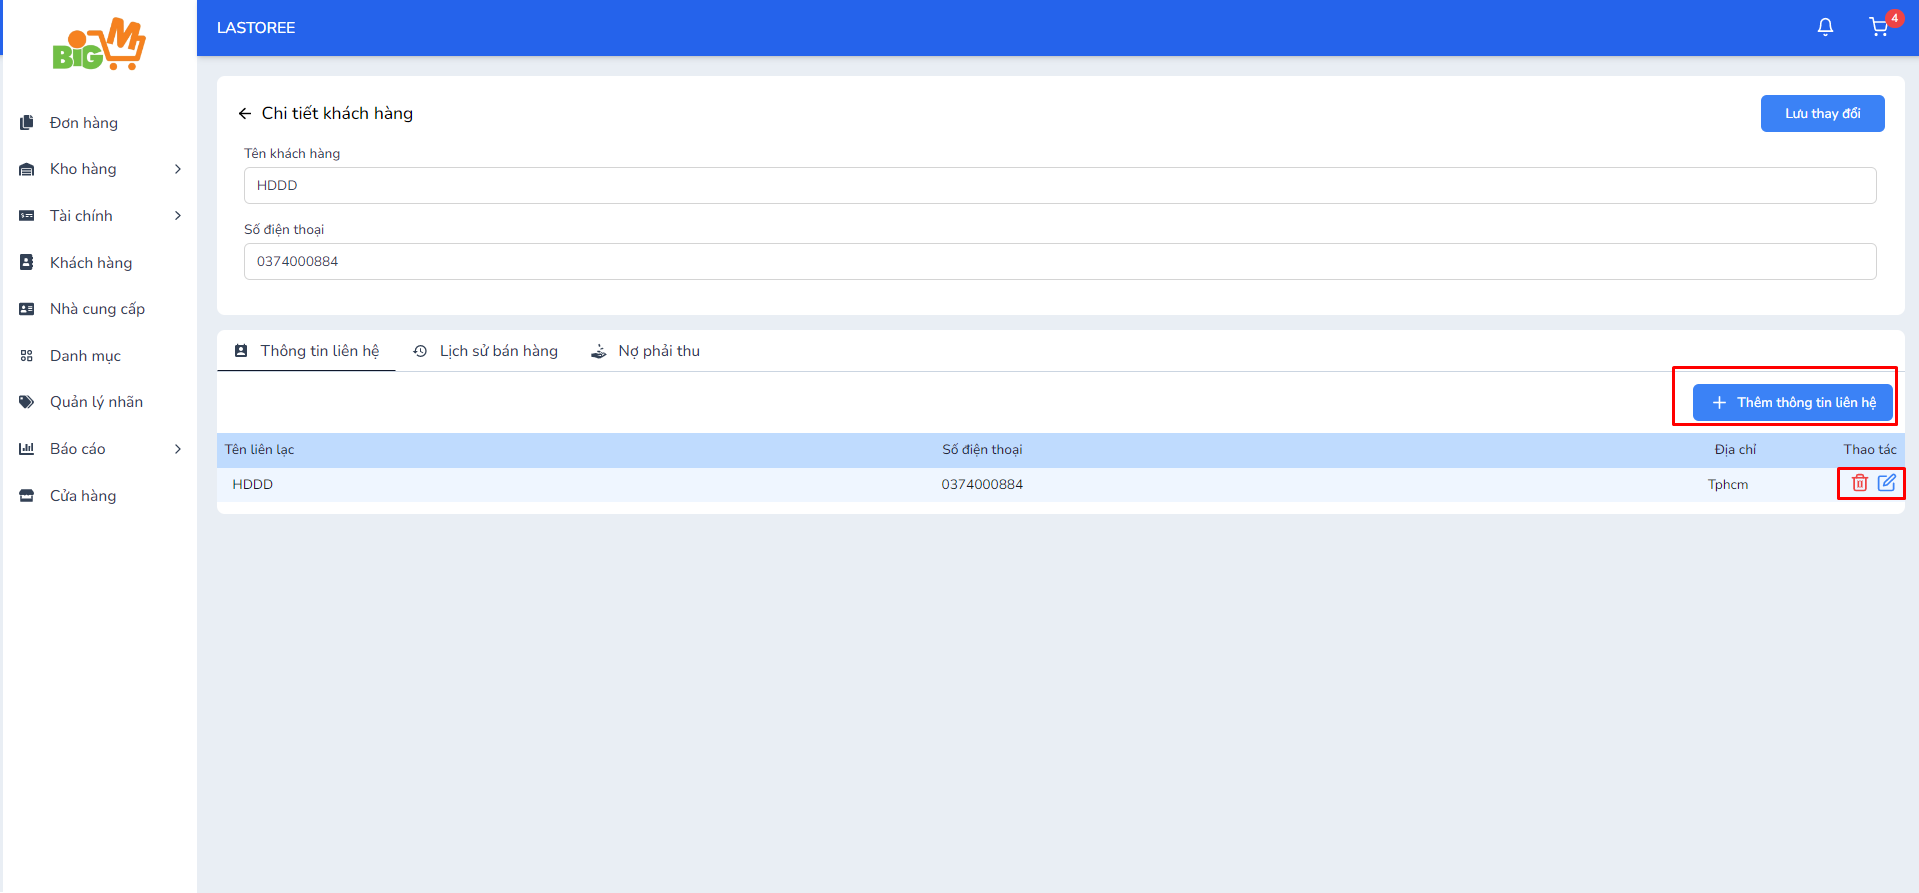 BIG M
LASTOREE
4
Đơn hàng
Kho hàng
Tài chính
Khách hàng
Nhà cung cấp
Danh mục
Quản lý nhãn
Báo cáo
Cửa hàng
Chi tiết khách hàng
Lưu thay đổi
Tên khách hàng
HDDD
Số điện thoại
0374000884
Thông tin liên hệ Lịch sử bán hàng Nợ phải thu
Thêm thông tin liên hệ
Tên liên lạc Số điện thoại Địa chỉ Thao tác
HDDD 0374000884 Tphcm